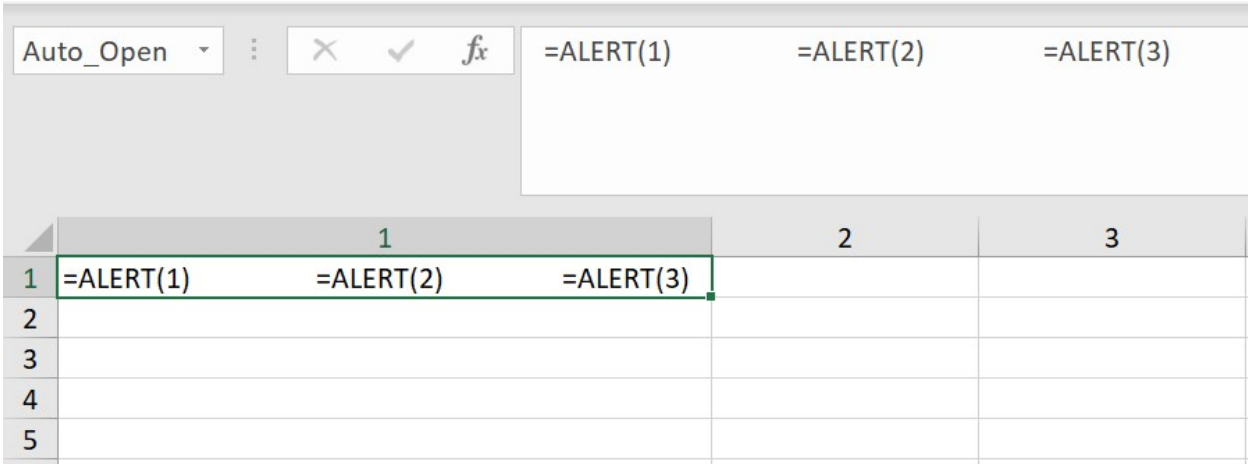 Auto_Open fx =ALERT(1) =ALERT(2) =ALERT(3)
1 2 3
1 =ALERT(1) =ALERT(2) =ALERT(3)
2
3
4
5